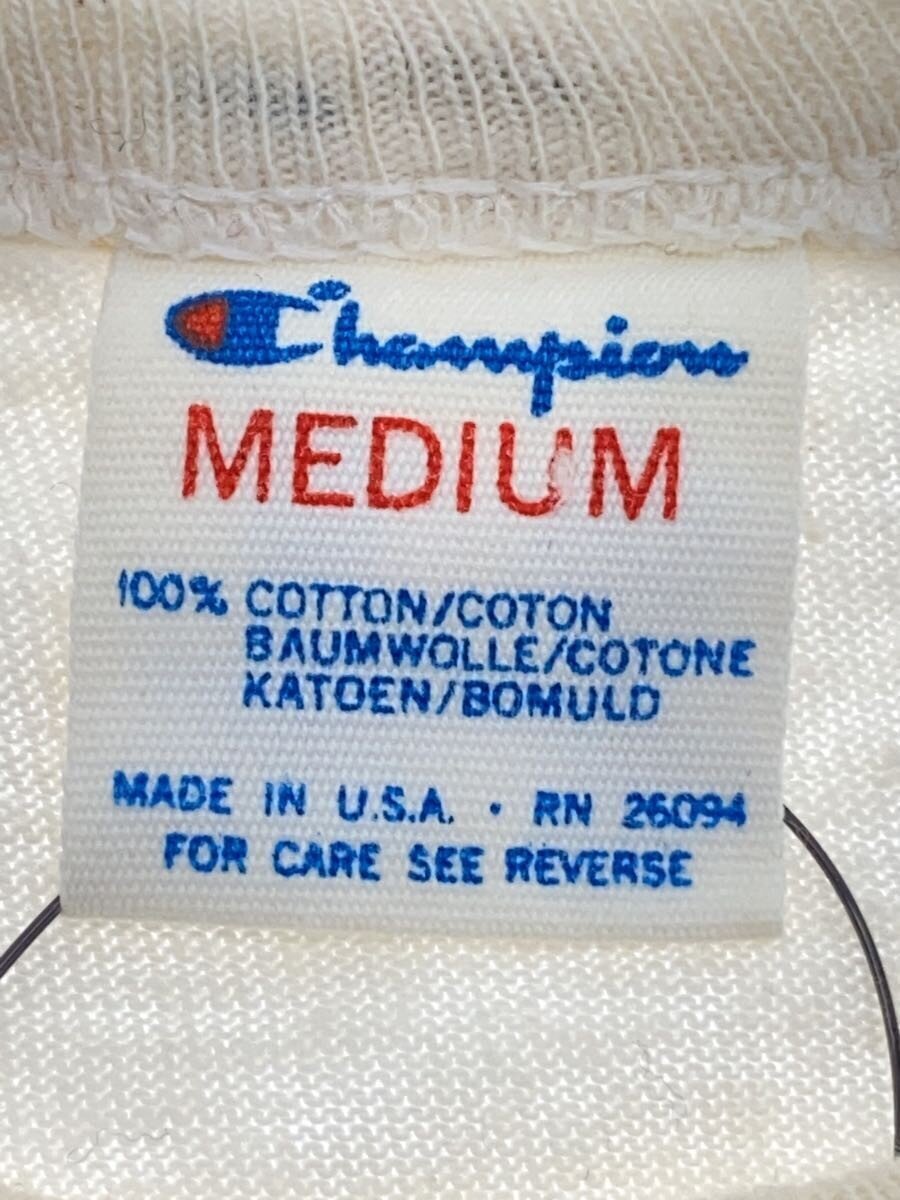 Champion
MEDIUM
100% COTTON/COTON
BAUMWOLLE/COTONE
KATOEN/BOMULD
MADE IN U.S.A. · RN 26094
FOR CARE SEE REVERSE